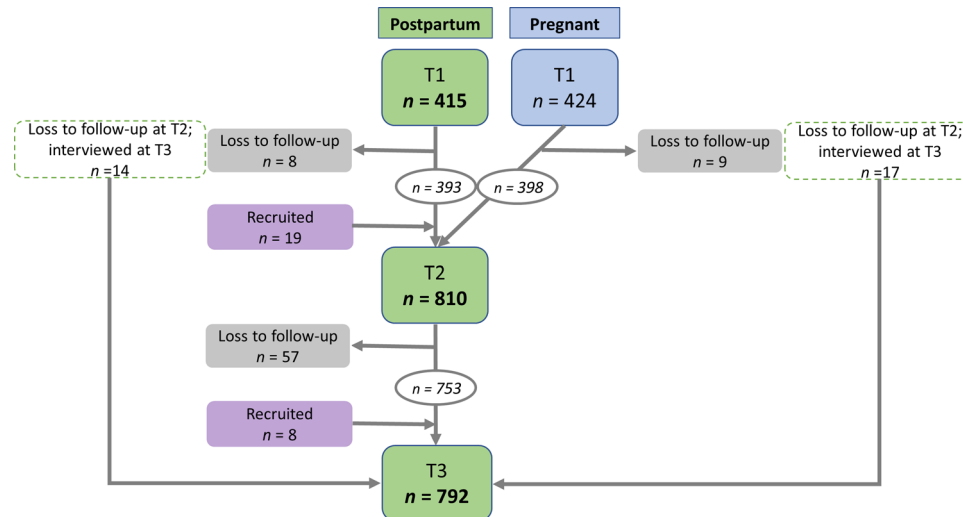 Postpartum
Pregnant
T1
n = 415
T1
n = 424
Loss to follow-up at T2;
interviewed at T3
n =14
Loss to follow-up
n = 8
Loss to follow-up
n = 9
Loss to follow-up at T2;
interviewed at T3
n =17
n = 393
n = 398
Recruited
n = 19
T2
n = 810
Loss to follow-up
n = 57
n = 753
Recruited
n = 8
T3
n = 792